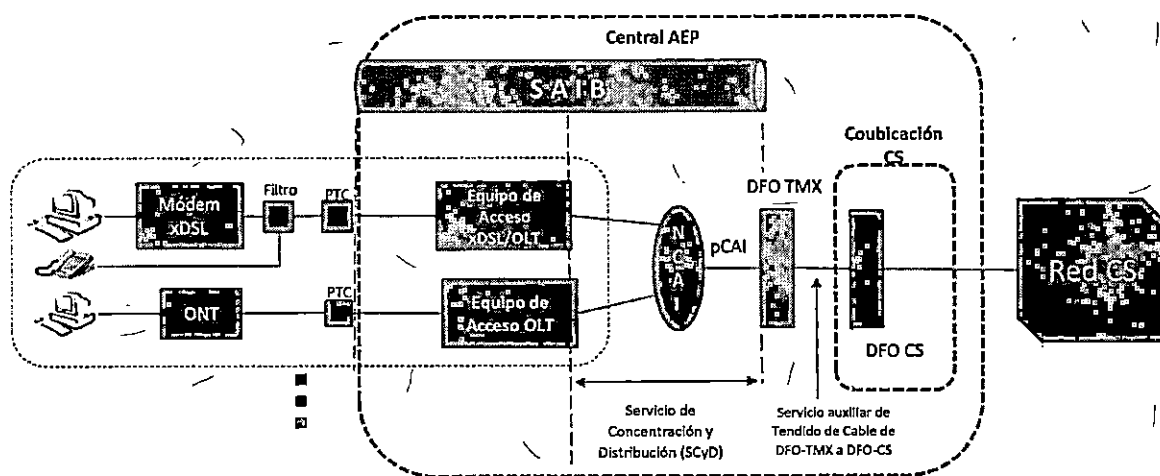 Central AEP
SAIB
Coubicación
CS
DFO TMX
Filtro
PTC
Módem
xDSL
Equipo de
Acceso
xDSL/OLT
NCAI
pCAI
Red CS
PTC
ONT
Equipo de
Acceso OLT
DFO CS
Servicio de
Concentración y
Distribución (SCyD)
Servicio auxiliar de
Tendido de Cable de
DFO-TMX a DFO-CS